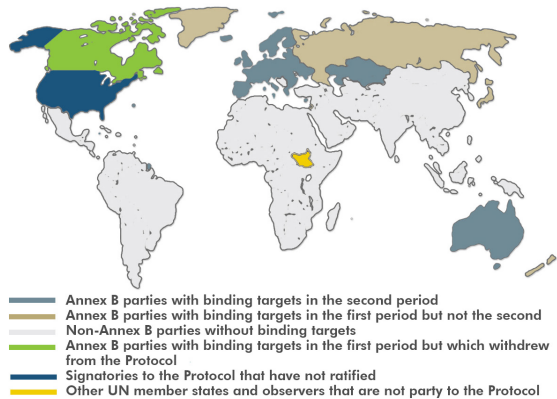 Annex B parties with binding targets in the second period
Annex B parties with binding targets in the first period but not the second
Non-Annex B parties without binding targets
Annex B parties with binding targets in the first period but which withdrew
from the Protocol
Signatories to the Protocol that have not ratified
Other UN member states and observers that are not party to the Protocol